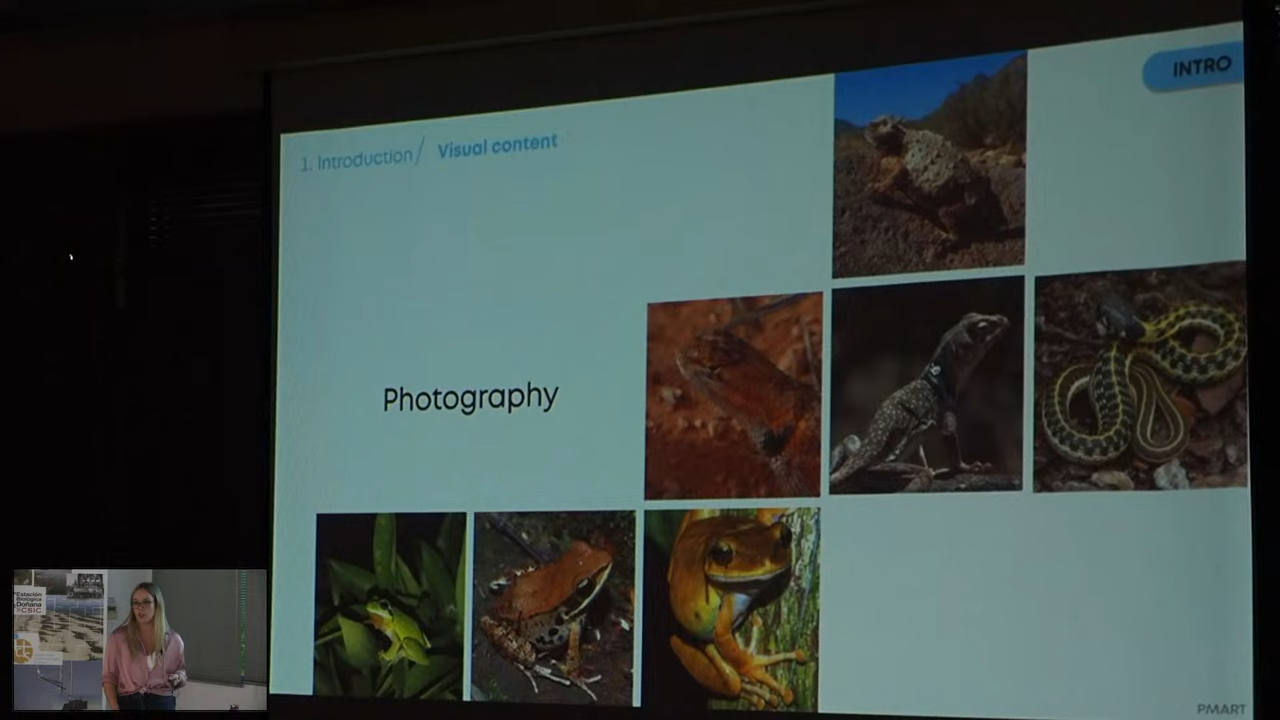 INTRO
1. Introduction / Visual content
Photography
Estación
Biológica
Doñana
CSIC
PMART